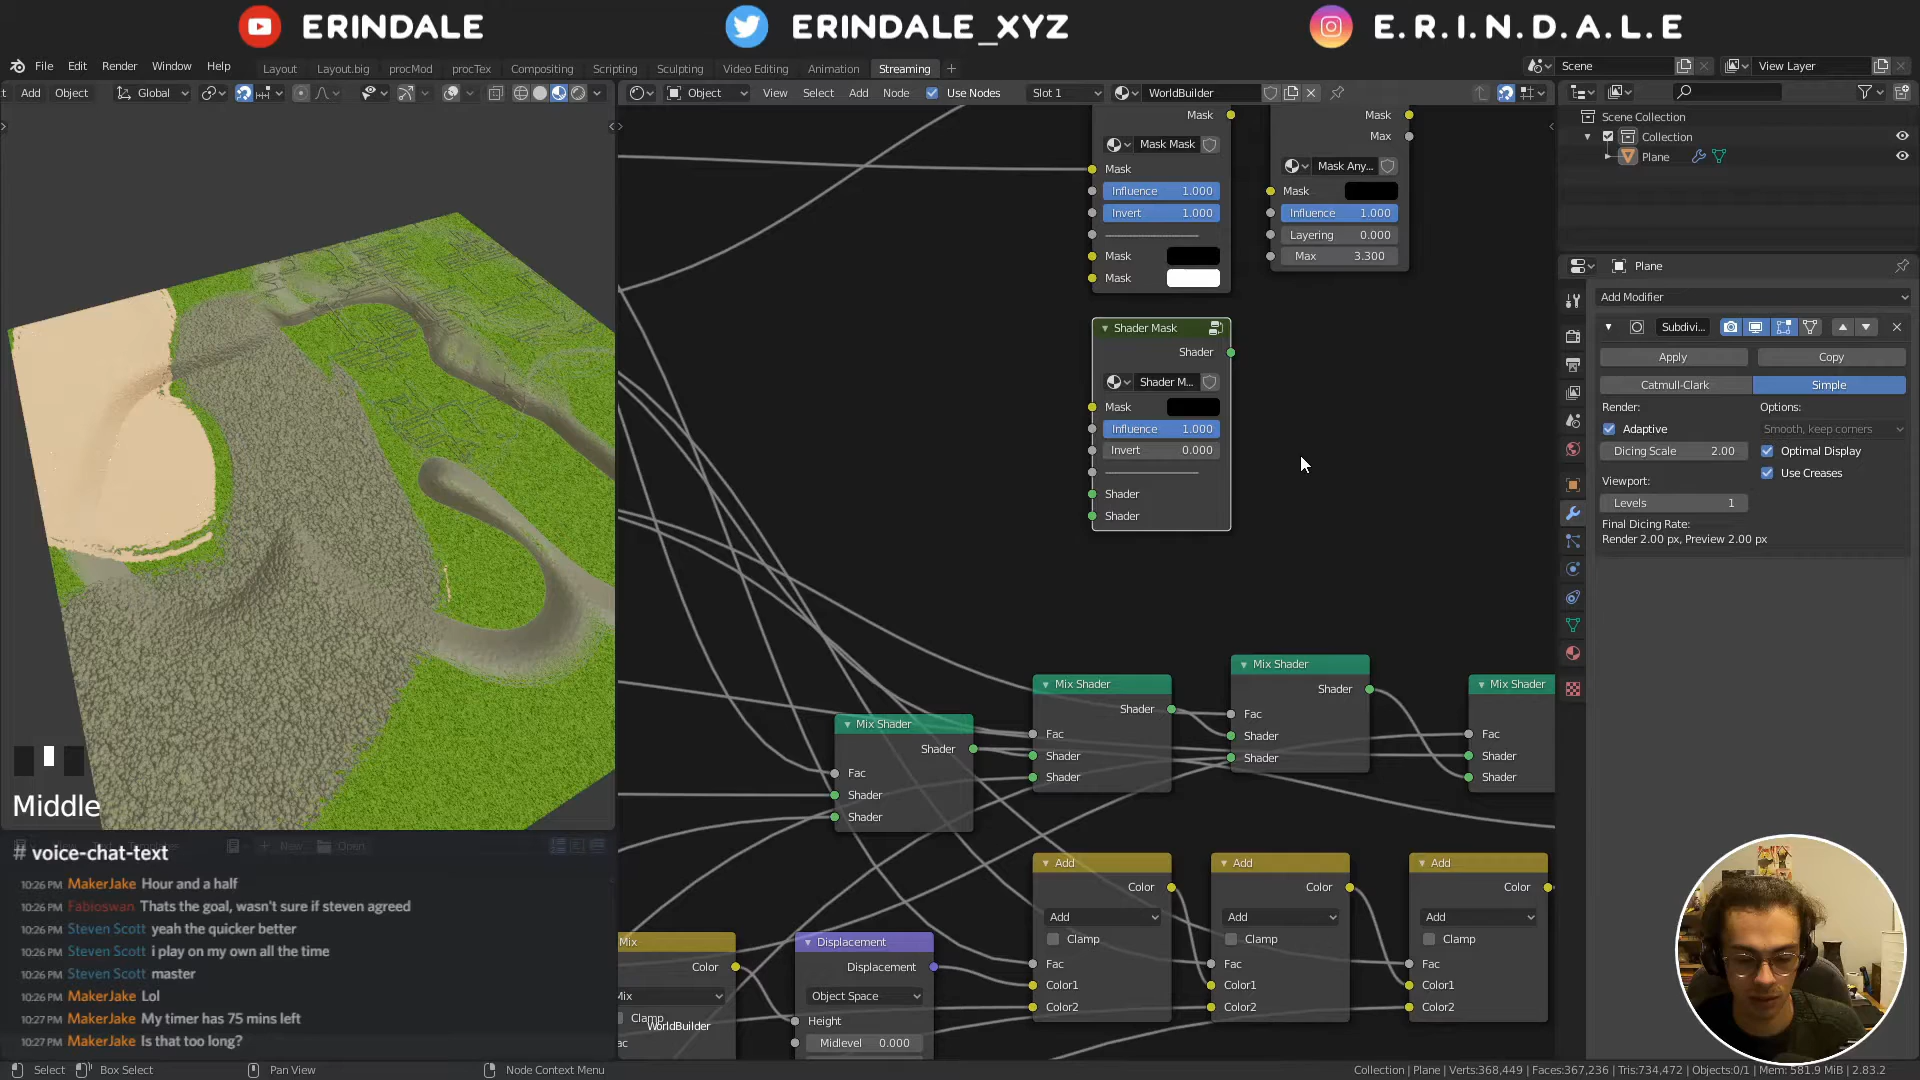 ERINDALE
ERINDALE_XYZ
E.R.I.N.D.A.L.E
File Edit Render Window Help
Layout Layout.big procMod procTex Compositing Scripting Sculpting Video Editing Animation Streaming +
Scene
View Layer
Add Object Global
Object View Select Add Node Use Nodes Slot 1 WorldBuilder
Scene Collection
Collection
Plane
Mask
Mask Mask
Mask
Influence 1.000
Invert 1.000
Mask
Mask
Mask
Max
Mask Any...
Mask
Influence 1.000
Layering 0.000
Max 3.300
Shader Mask
Shader
Shader M...
Mask
Influence 1.000
Invert 0.000
Shader
Shader
Mix Shader
Shader
Fac
Shader
Shader
Mix Shader
Shader
Fac
Shader
Shader
Mix Shader
Shader
Fac
Shader
Shader
Mix Shader
Fac
Shader
Shader
Mix
Color
Mix
Clamp
WorldBuilder
Displacement
Displacement
Object Space
Height
Midlevel 0.000
Add
Color
Add
Clamp
Fac
Color1
Color2
Add
Color
Add
Clamp
Fac
Color1
Color2
Add
Color
Add
Clamp
Fac
Color1
Color2
Plane
Add Modifier
Subdivi...
Apply Copy
Catmull-Clark Simple
Render: Options:
Adaptive Smooth, keep corners
Dicing Scale 2.00 Optimal Display
Use Creases
Viewport:
Levels 1
Final Dicing Rate:
Render 2.00 px, Preview 2.00 px
Middle
New Open
# voice-chat-text
10:26 PM MakerJake Hour and a half
10:26 PM Fabioswan Thats the goal, wasn't sure if steven agreed
10:26 PM Steven Scott yeah the quicker better
10:26 PM Steven Scott i play on my own all the time
10:26 PM Steven Scott master
10:26 PM MakerJake Lol
10:27 PM MakerJake My timer has 75 mins left
10:27 PM MakerJake Is that too long?
Select Box Select Pan View Node Context Menu
Collection | Plane | Verts:368,449 | Faces:367,236 | Tris:734,472 | Objects:0/1 | Mem: 581.9 MiB | 2.83.2